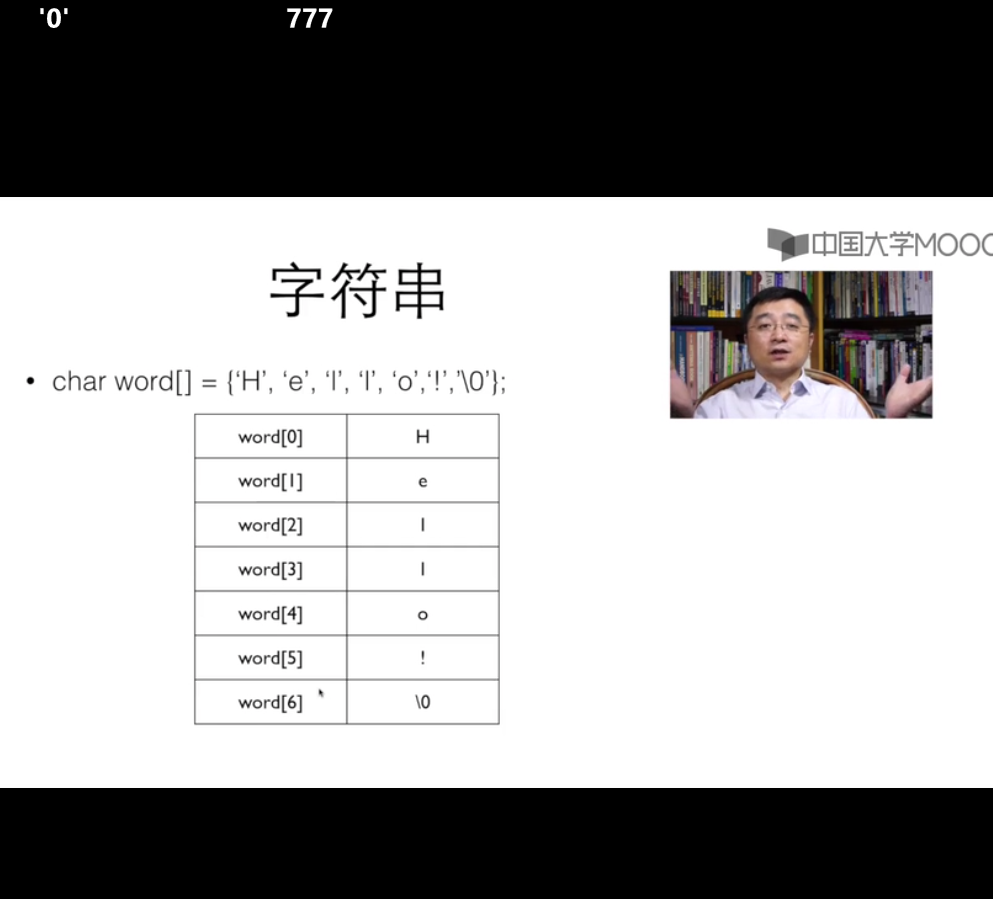 '0' 777
中国大学MOOC
字符串
• char word[] = {‘H’, ‘e’, ‘l’, ‘l’, ‘o’,‘!’,’\0’};
word[0] H
word[1] e
word[2] l
word[3] l
word[4] o
word[5] !
word[6] \0